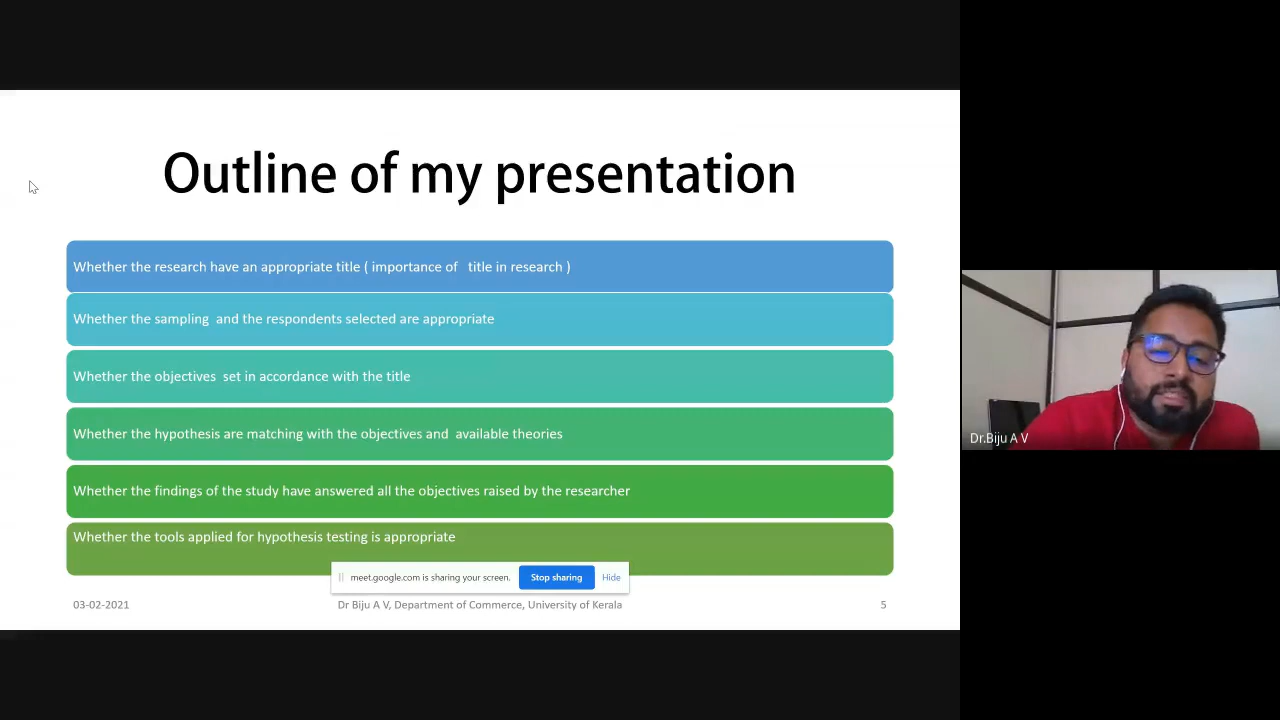 Outline of my presentation
Whether the research have an appropriate title ( importance of title in research )
Whether the sampling and the respondents selected are appropriate
Whether the objectives set in accordance with the title
Whether the hypothesis are matching with the objectives and available theories
Whether the findings of the study have answered all the objectives raised by the researcher
Whether the tools applied for hypothesis testing is appropriate
meet.google.com is sharing your screen. Stop sharing Hide
03-02-2021 Dr Biju A V, Department of Commerce, University of Kerala 5
Dr.Biju A V